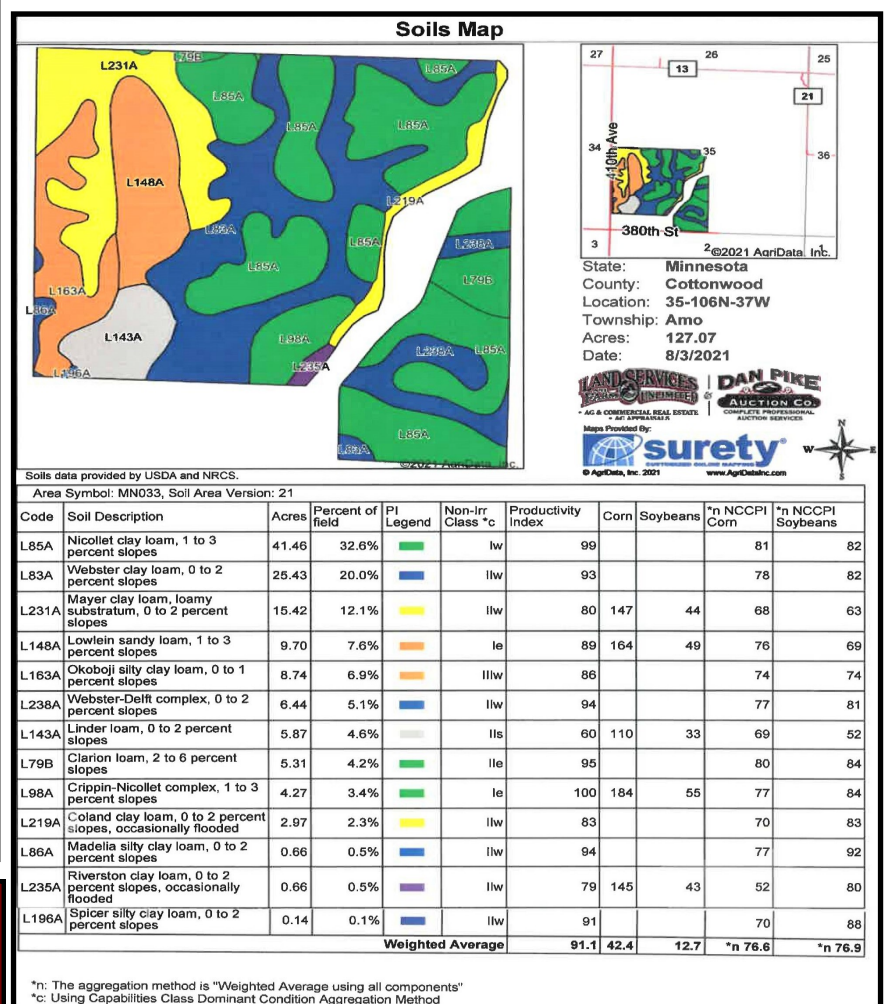 Soils Map
L79B
L231A
L85A
L85A
L85A
L85A
L148A
L219A
L83A
L85A
L85A
L238A
L79B
L163A
L86A
L143A
L98A
L235A
L238A
L85A
L196A
L85A
L83A
©2021 AgriData, Inc.
27 26 25
13
21
34 35 36
410th Ave
380th St
3 2 1
©2021 AgriData, Inc.
State: Minnesota
County: Cottonwood
Location: 35-106N-37W
Township: Amo
Acres: 127.07
Date: 8/3/2021
LAND SERVICES
UNLIMITED
• AG & COMMERCIAL REAL ESTATE
• AG APPRAISALS
&
DAN PIKE
AUCTION CO.
COMPLETE PROFESSIONAL
AUCTION SERVICES
Maps Provided By:
surety®
CUSTOMIZED ONLINE MAPPING
© AgriData, Inc. 2021 www.AgriDataInc.com
N
W E
S
Soils data provided by USDA and NRCS.
Area Symbol: MN033, Soil Area Version: 21
Code Soil Description Acres Percent of field PI Legend Non-Irr Class *c Productivity Index Corn Soybeans *n NCCPI Corn *n NCCPI Soybeans
L85A Nicollet clay loam, 1 to 3 percent slopes 41.46 32.6% Iw 99 81 82
L83A Webster clay loam, 0 to 2 percent slopes 25.43 20.0% IIw 93 78 82
L231A Mayer clay loam, loamy substratum, 0 to 2 percent slopes 15.42 12.1% IIw 80 147 44 68 63
L148A Lowlein sandy loam, 1 to 3 percent slopes 9.70 7.6% Ie 89 164 49 76 69
L163A Okoboji silty clay loam, 0 to 1 percent slopes 8.74 6.9% IIIw 86 74 74
L238A Webster-Delft complex, 0 to 2 percent slopes 6.44 5.1% IIw 94 77 81
L143A Linder loam, 0 to 2 percent slopes 5.87 4.6% IIs 60 110 33 69 52
L79B Clarion loam, 2 to 6 percent slopes 5.31 4.2% IIe 95 80 84
L98A Crippin-Nicollet complex, 1 to 3 percent slopes 4.27 3.4% Ie 100 184 55 77 84
L219A Coland clay loam, 0 to 2 percent slopes, occasionally flooded 2.97 2.3% IIw 83 70 83
L86A Madelia silty clay loam, 0 to 2 percent slopes 0.66 0.5% IIw 94 77 92
L235A Riverston clay loam, 0 to 2 percent slopes, occasionally flooded 0.66 0.5% IIw 79 145 43 52 80
L196A Spicer silty clay loam, 0 to 2 percent slopes 0.14 0.1% IIw 91 70 88
Weighted Average 91.1 42.4 12.7 *n 76.6 *n 76.9
*n: The aggregation method is "Weighted Average using all components"
*c: Using Capabilities Class Dominant Condition Aggregation Method